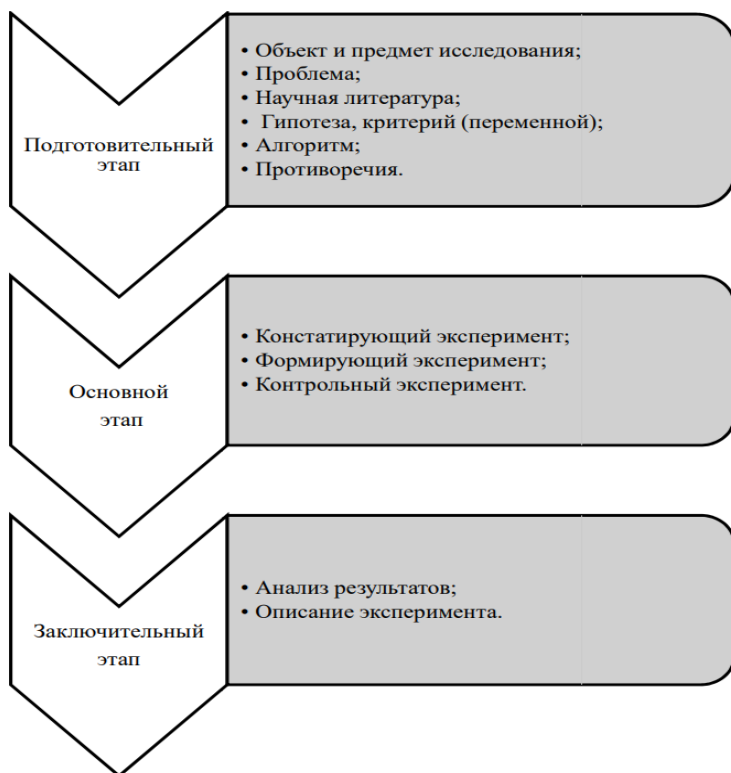 Подготовительный
этап
• Объект и предмет исследования;
• Проблема;
• Научная литература;
• Гипотеза, критерий (переменной);
• Алгоритм;
• Противоречия.
Основной
этап
• Констатирующий эксперимент;
• Формирующий эксперимент;
• Контрольный эксперимент.
Заключительный
этап
• Анализ результатов;
• Описание эксперимента.